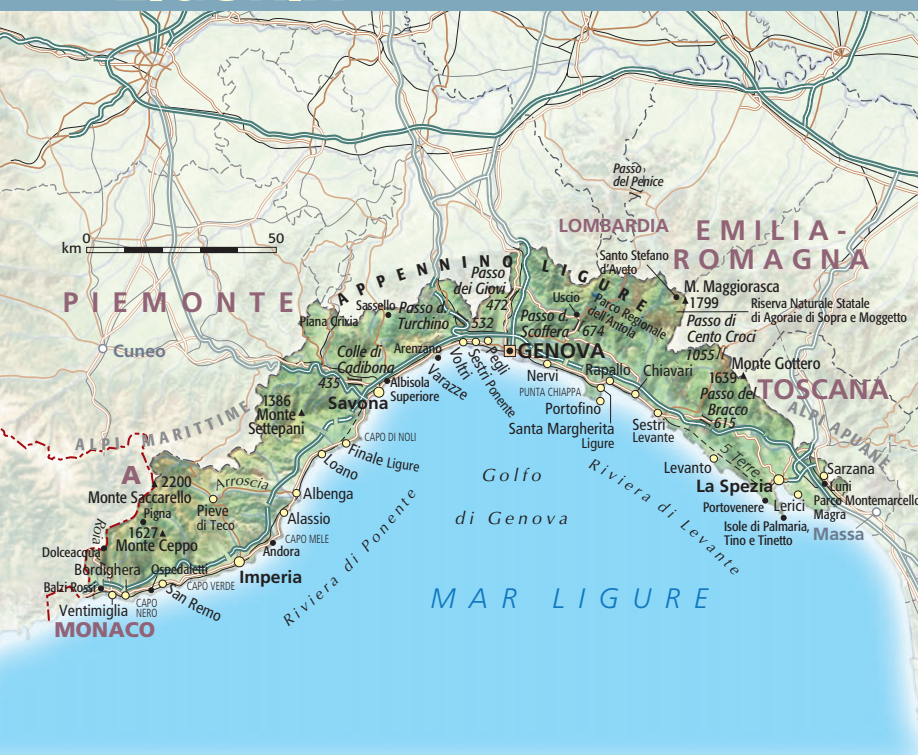 Passo
del Penice
LOMBARDIA
EMILIA-
ROMAGNA
km 0 50
PIEMONTE
APPENNINO LIGURE
Santo Stefano
d'Aveto
M. Maggiorasca
1799
Riserva Naturale Statale
di Agoraie di Sopra e Moggetto
Passo
dei Giovi
472
Uscio
Parco Regionale
dell'Antola
Sassello
Piana Crixia
Passo d.
Turchino
532
Passo d.
Scoffera
674
Passo di
Cento Croci
1055
Cuneo
Colle di
Cadibona
435
Arenzano
Voltri
Sestri Ponente
Pegli
GENOVA
Nervi
Rapallo
Chiavari
1639
Monte Gottero
TOSCANA
Albisola
Superiore
Varazze
PUNTA CHIAPPA
Portofino
Passo del
Bracco
615
Savona
1386
Monte
Settepani
Santa Margherita
Ligure
Sestri
Levante
ALPI MARITTIME
ALPI APUANE
CAPO DI NOLI
Finale Ligure
Loano
Golfo
di Genova
Riviera di Levante
Levanto
5 Terre
Sarzana
Luni
A
2200
Monte Saccarello
Arroscia
Albenga
La Spezia
Portovenere
Lerici
Parco Montemarcello
Magra
Pigna
Pieve
di Teco
Alassio
Riviera di Ponente
Isole di Palmaria,
Tino e Tinetto
Massa
Roia
1627
Monte Ceppo
CAPO MELE
Andora
Dolceacqua
Bordighera
Ospedaletti
Imperia
Balzi Rossi
CAPO VERDE
San Remo
MAR LIGURE
Ventimiglia
CAPO
NERO
MONACO